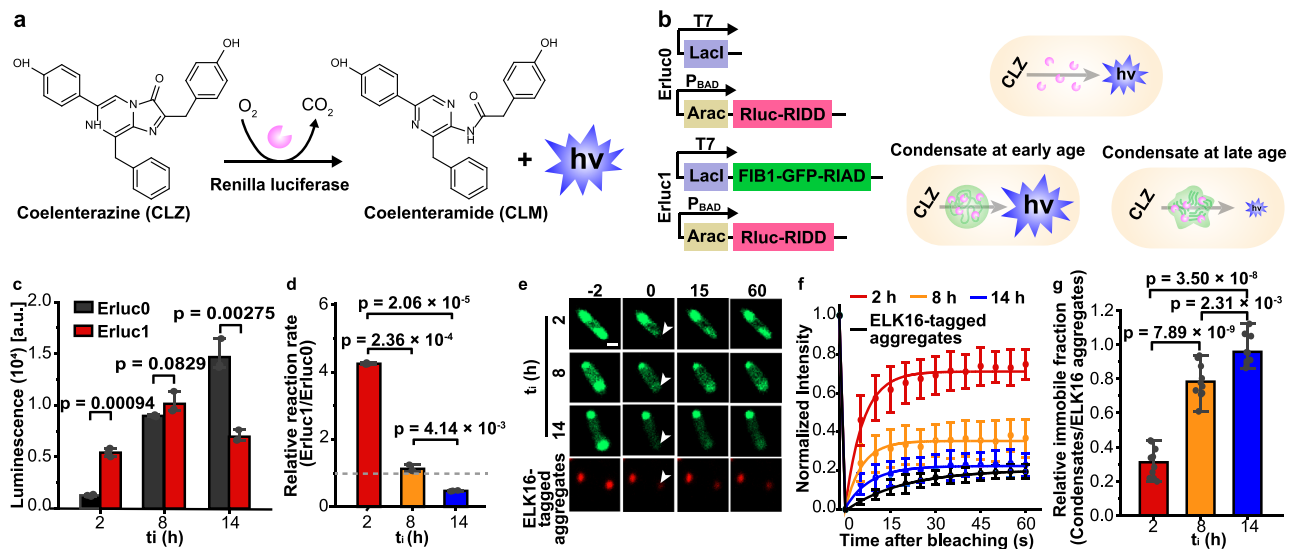 a
OH
OH
O
N
N
N
H
O₂
CO₂
Renilla luciferase
Coelenterazine (CLZ)
OH
OH
N
N
O
NH
+
hv
Coelenteramide (CLM)
b
Erluc0
T7
LacI
P_BAD
Arac
Rluc-RIDD
Erluc1
T7
LacI
FIB1-GFP-RIAD
P_BAD
Arac
Rluc-RIDD
CLZ
hv
Condensate at early age
CLZ
hv
Condensate at late age
CLZ
hv
c
Luminescence (10⁴) [a.u.]
2.0
1.5
1.0
0.5
0.0
Erluc0
Erluc1
p = 0.00275
p = 0.0829
p = 0.00094
2
8
14
ti (h)
d
Relative reaction rate
(Erluc1/Erluc0)
6
4
2
0
p = 2.06 × 10⁻⁵
p = 2.36 × 10⁻⁴
p = 4.14 × 10⁻³
2
8
14
tᵢ (h)
e
-2
0
15
60
tᵢ (h)
2
8
14
ELK16-
tagged
aggregates
f
Normalized Intensity
1.0
0.8
0.6
0.4
0.2
0.0
2 h
8 h
14 h
ELK16-tagged
aggregates
0
15
30
45
60
Time after bleaching (s)
g
Relative immobile fraction
(Condensates/ELK16 aggregates)
1.4
1.2
1.0
0.8
0.6
0.4
0.2
0.0
p = 3.50 × 10⁻⁸
p = 2.31 × 10⁻³
p = 7.89 × 10⁻⁹
2
8
14
tᵢ (h)